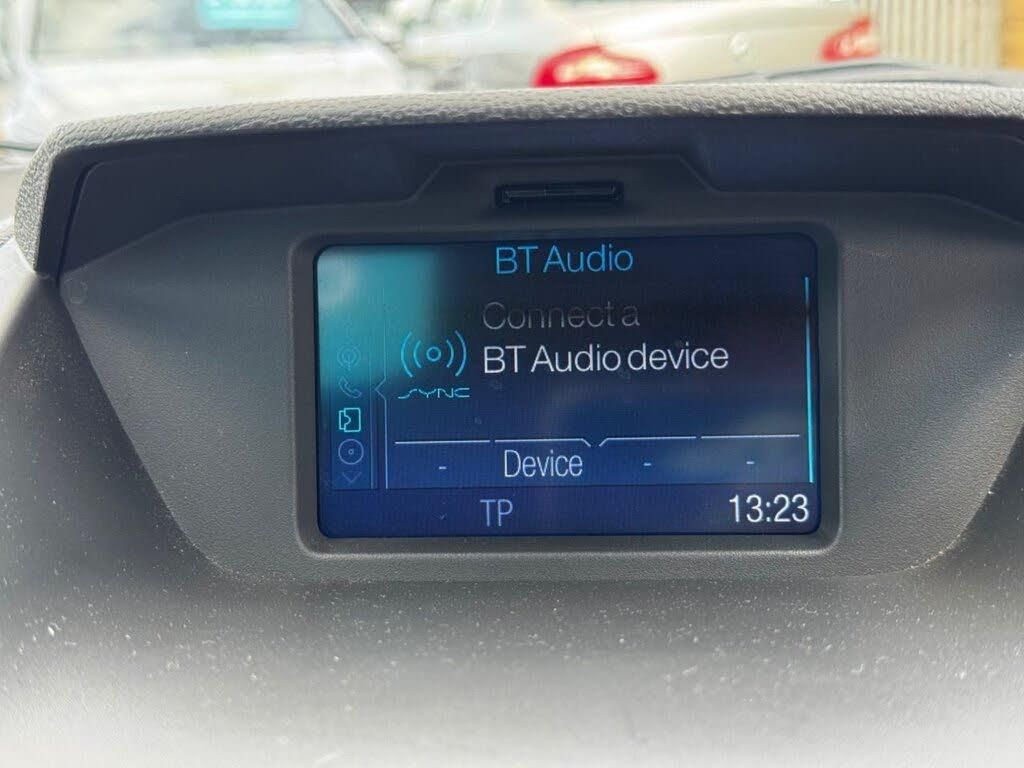 BT Audio
Connect a
BT Audio device
SYNC
- Device - -
TP 13:23